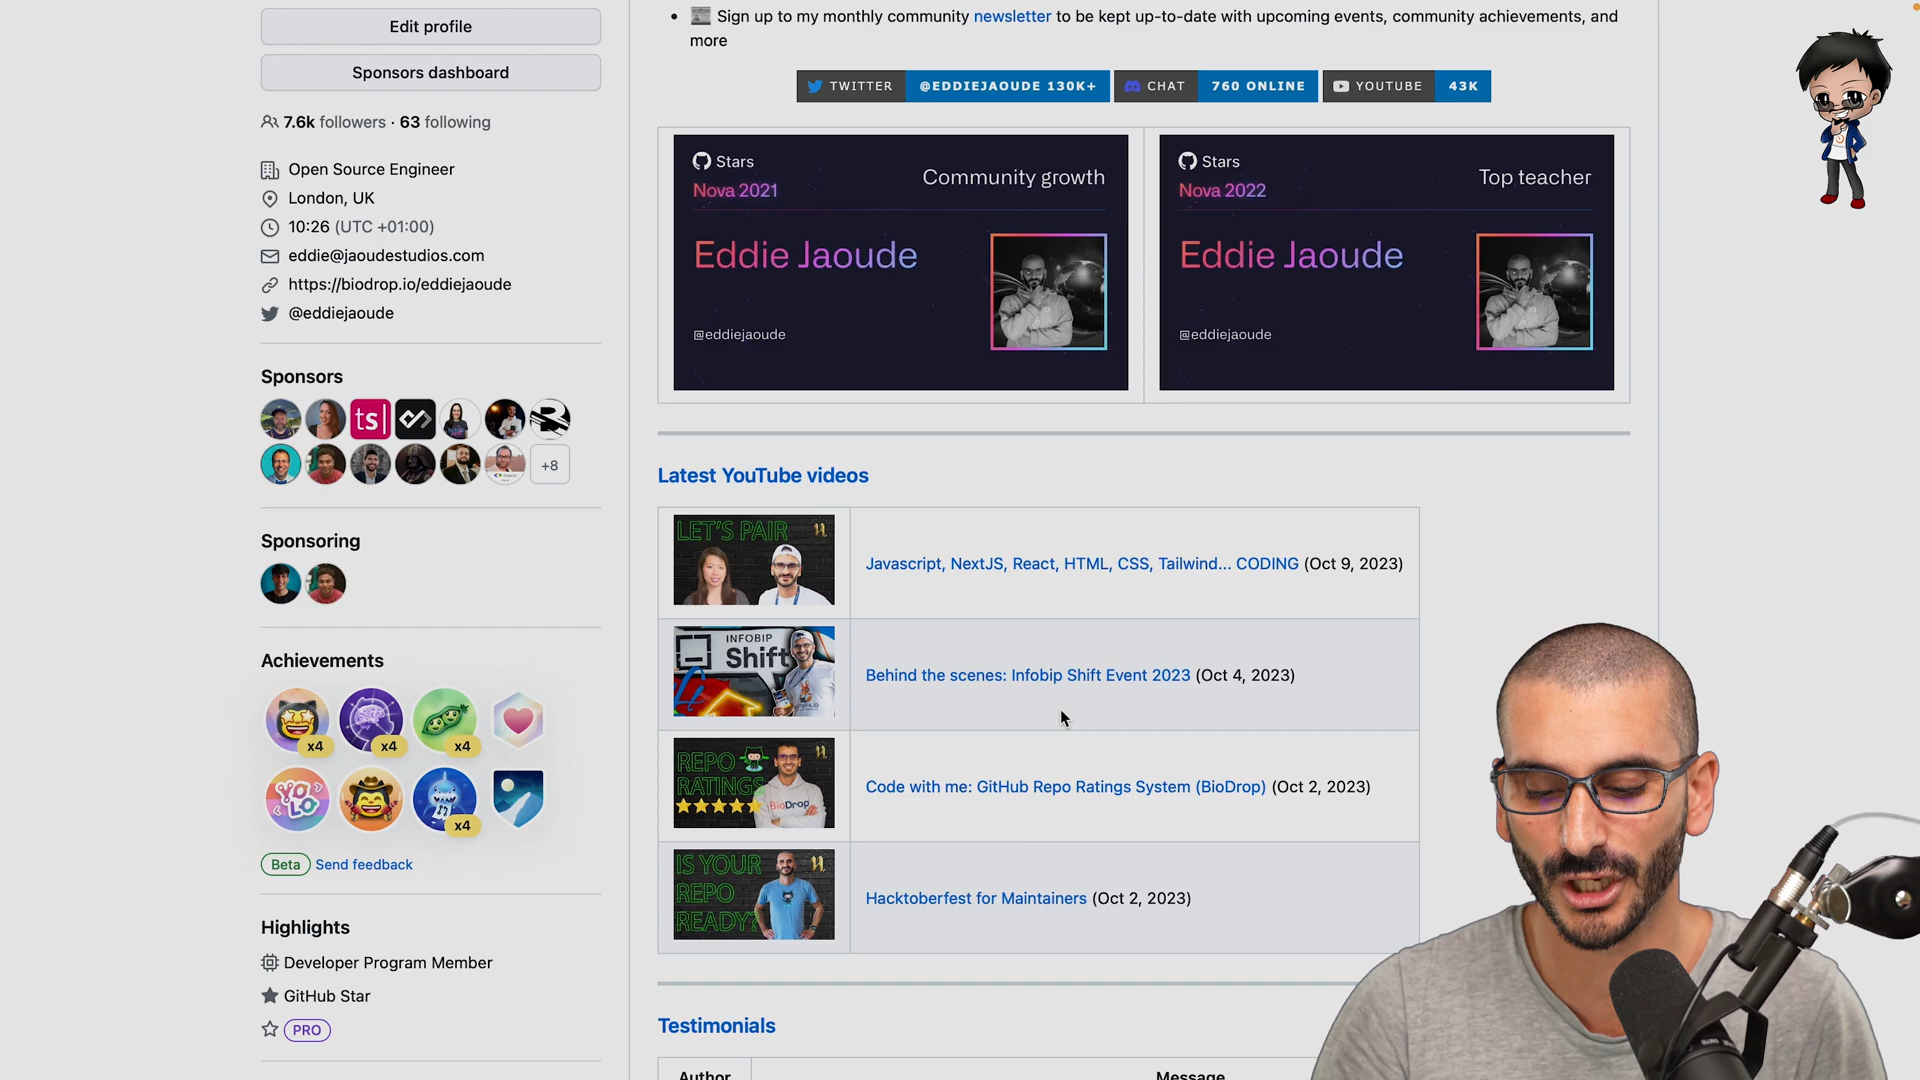 Edit profile
Sponsors dashboard
7.6k followers · 63 following
Open Source Engineer
London, UK
10:26 (UTC +01:00)
eddie@jaoudestudios.com
https://biodrop.io/eddiejaoude
@eddiejaoude
Sponsors
ts|
+8
Sponsoring
Achievements
x4
x4
x4
YOLO
x4
Beta Send feedback
Highlights
Developer Program Member
GitHub Star
PRO
Sign up to my monthly community newsletter to be kept up-to-date with upcoming events, community achievements, and
more
TWITTER @EDDIEJAOUDE 130K+ CHAT 760 ONLINE YOUTUBE 43K
Stars
Nova 2021
Community growth
Eddie Jaoude
@eddiejaoude
Stars
Nova 2022
Top teacher
Eddie Jaoude
@eddiejaoude
Latest YouTube videos
LET'S PAIR
Javascript, NextJS, React, HTML, CSS, Tailwind... CODING (Oct 9, 2023)
INFOBIP
Shift
Behind the scenes: Infobip Shift Event 2023 (Oct 4, 2023)
REPO
RATINGS
BioDrop
Code with me: GitHub Repo Ratings System (BioDrop) (Oct 2, 2023)
IS YOUR
REPO
READY?
Hacktoberfest for Maintainers (Oct 2, 2023)
Testimonials
Author
Message